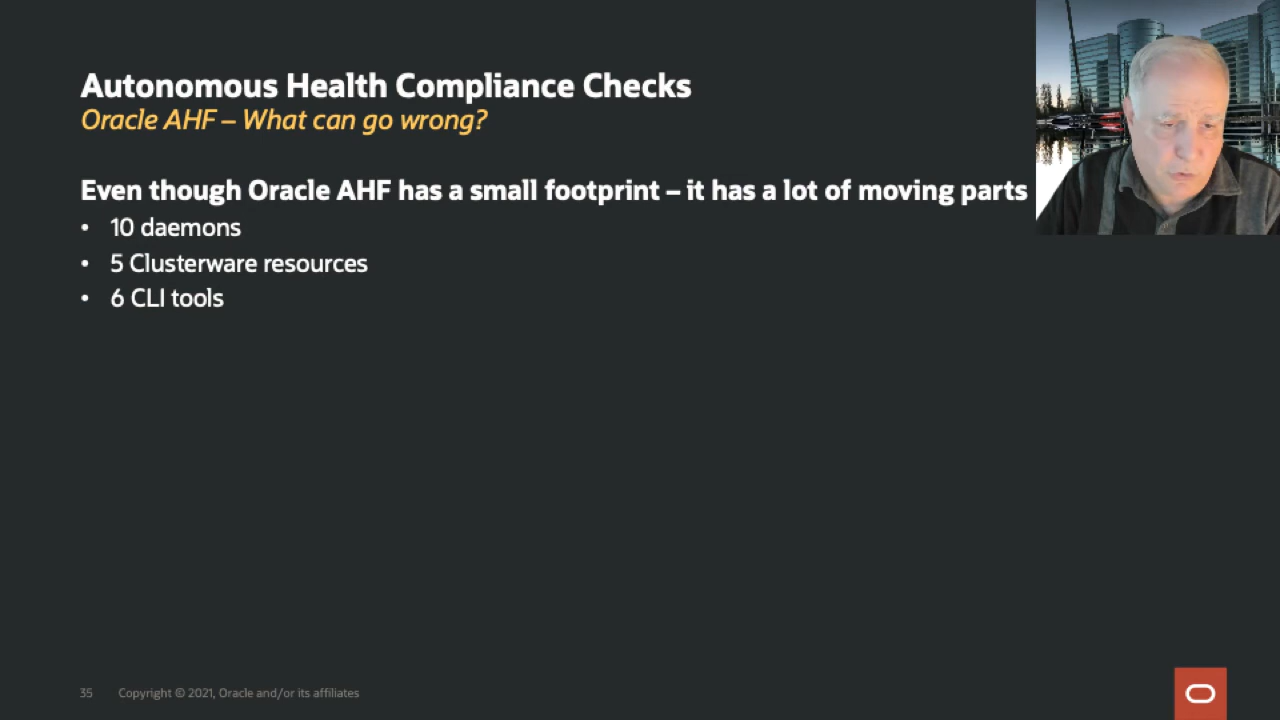 Autonomous Health Compliance Checks
Oracle AHF – What can go wrong?
Even though Oracle AHF has a small footprint – it has a lot of moving parts
• 10 daemons
• 5 Clusterware resources
• 6 CLI tools
35 Copyright © 2021, Oracle and/or its affiliates